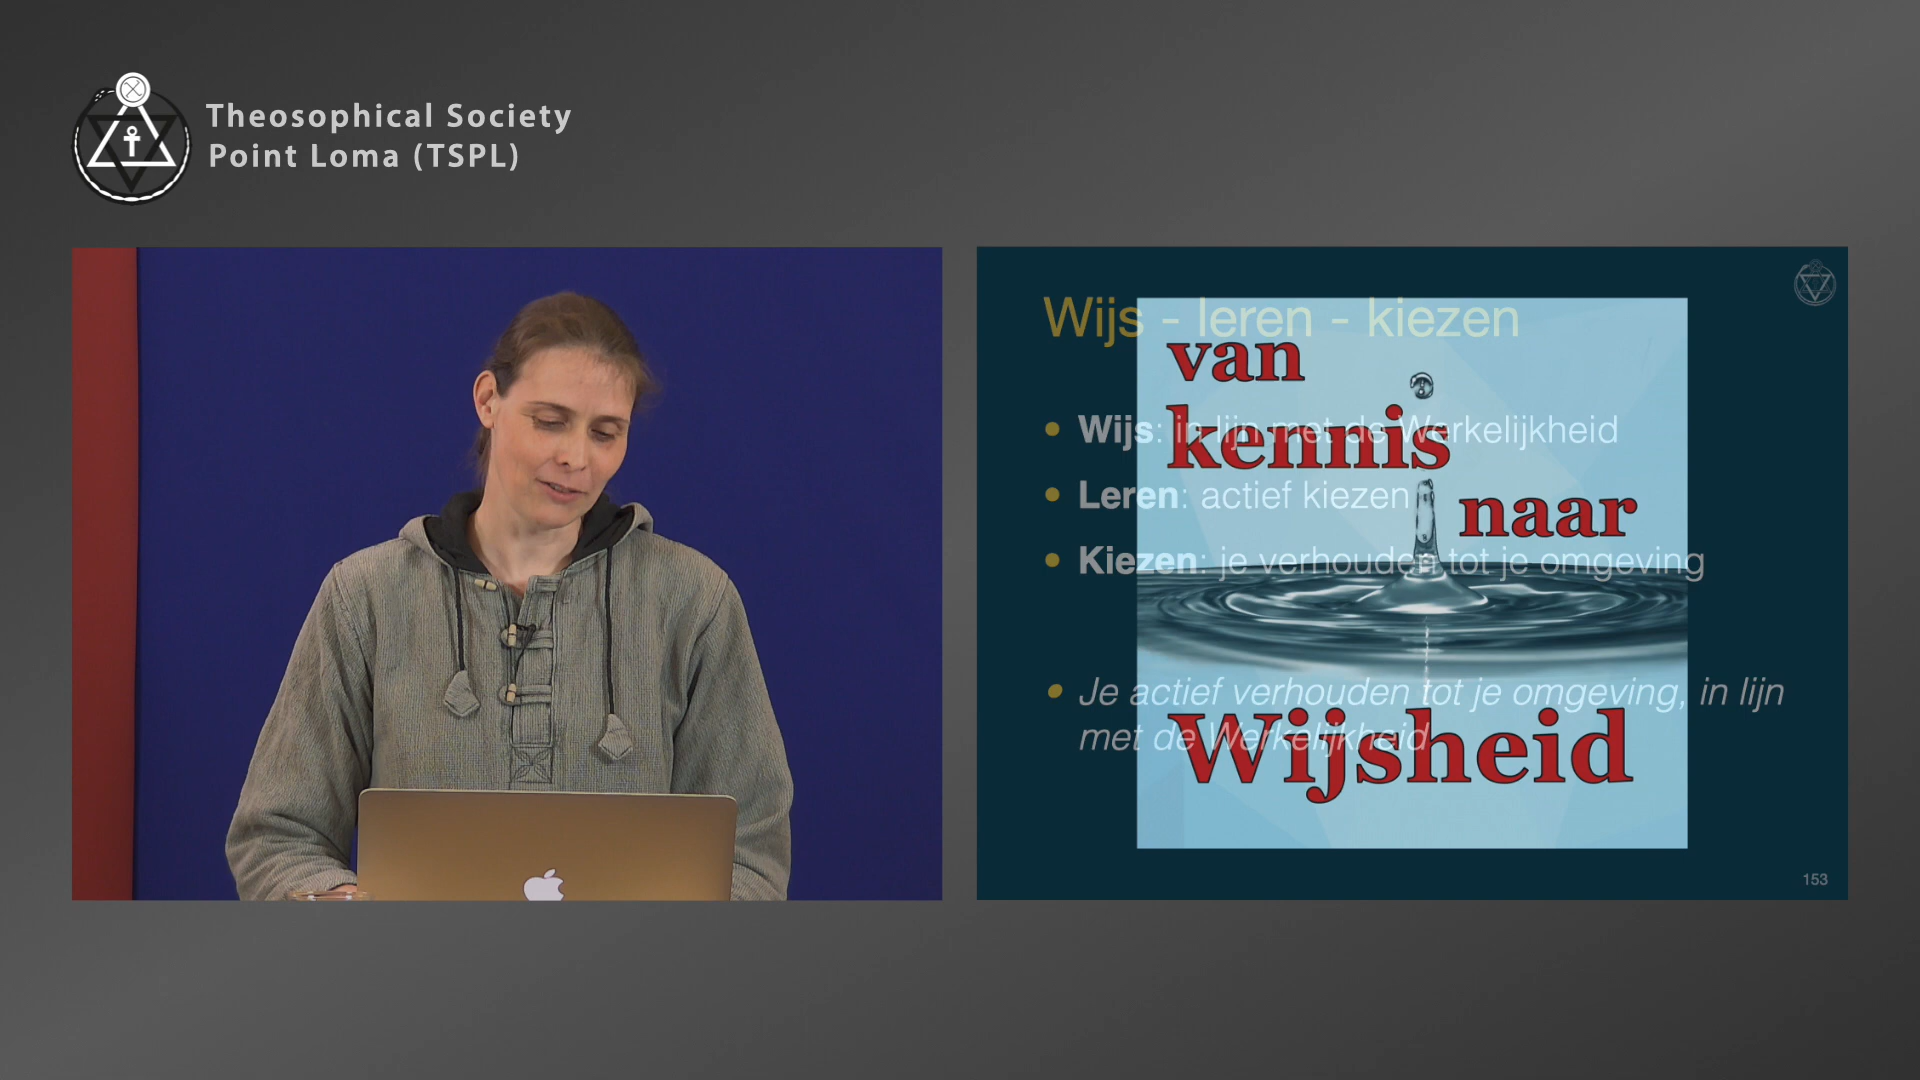 Theosophical Society
Point Loma (TSPL)
Wijs - leren - kiezen
van
kennis
naar
Wijsheid
Wijs: in lijn met de Werkelijkheid
Leren: actief kiezen
Kiezen: je verhouden tot je omgeving
Je actief verhouden tot je omgeving, in lijn
met de Werkelijkheid
153